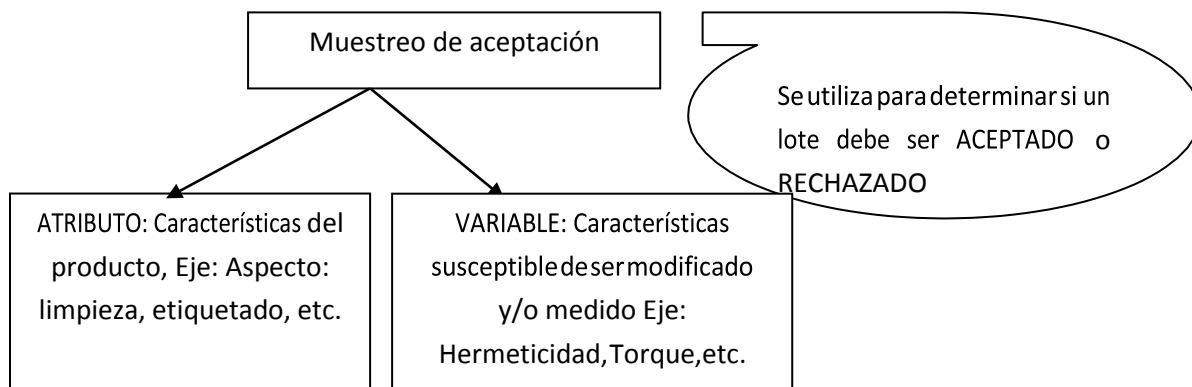 Muestreo de aceptación
Se utiliza para determinar si un
lote debe ser ACEPTADO o
RECHAZADO
ATRIBUTO: Características del
producto, Eje: Aspecto:
limpieza, etiquetado, etc.
VARIABLE: Características
susceptible de ser modificado
y/o medido Eje:
Hermeticidad,Torque,etc.